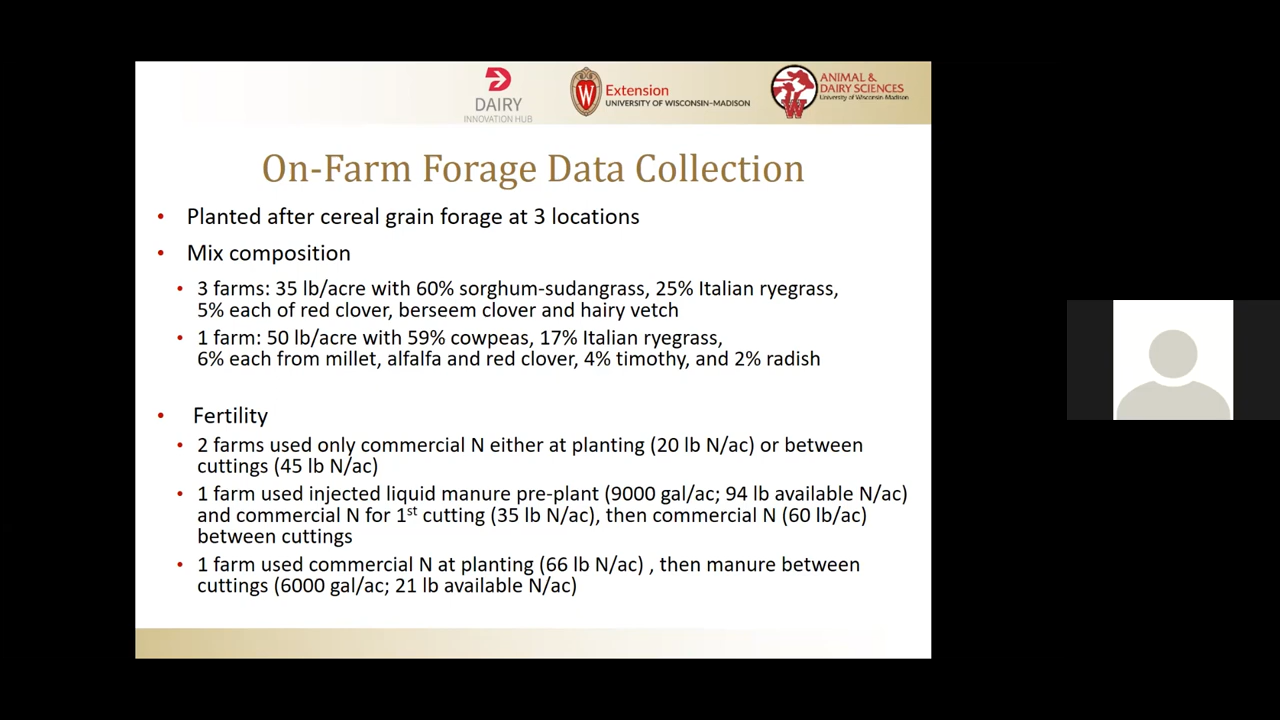 DAIRY
INNOVATION HUB
W
Extension
UNIVERSITY OF WISCONSIN–MADISON
W
ANIMAL &
DAIRY SCIENCES
University of Wisconsin-Madison
On-Farm Forage Data Collection
• Planted after cereal grain forage at 3 locations
• Mix composition
• 3 farms: 35 lb/acre with 60% sorghum-sudangrass, 25% Italian ryegrass,
5% each of red clover, berseem clover and hairy vetch
• 1 farm: 50 lb/acre with 59% cowpeas, 17% Italian ryegrass,
6% each from millet, alfalfa and red clover, 4% timothy, and 2% radish
• Fertility
• 2 farms used only commercial N either at planting (20 lb N/ac) or between
cuttings (45 lb N/ac)
• 1 farm used injected liquid manure pre-plant (9000 gal/ac; 94 lb available N/ac)
and commercial N for 1st cutting (35 lb N/ac), then commercial N (60 lb/ac)
between cuttings
• 1 farm used commercial N at planting (66 lb N/ac) , then manure between
cuttings (6000 gal/ac; 21 lb available N/ac)